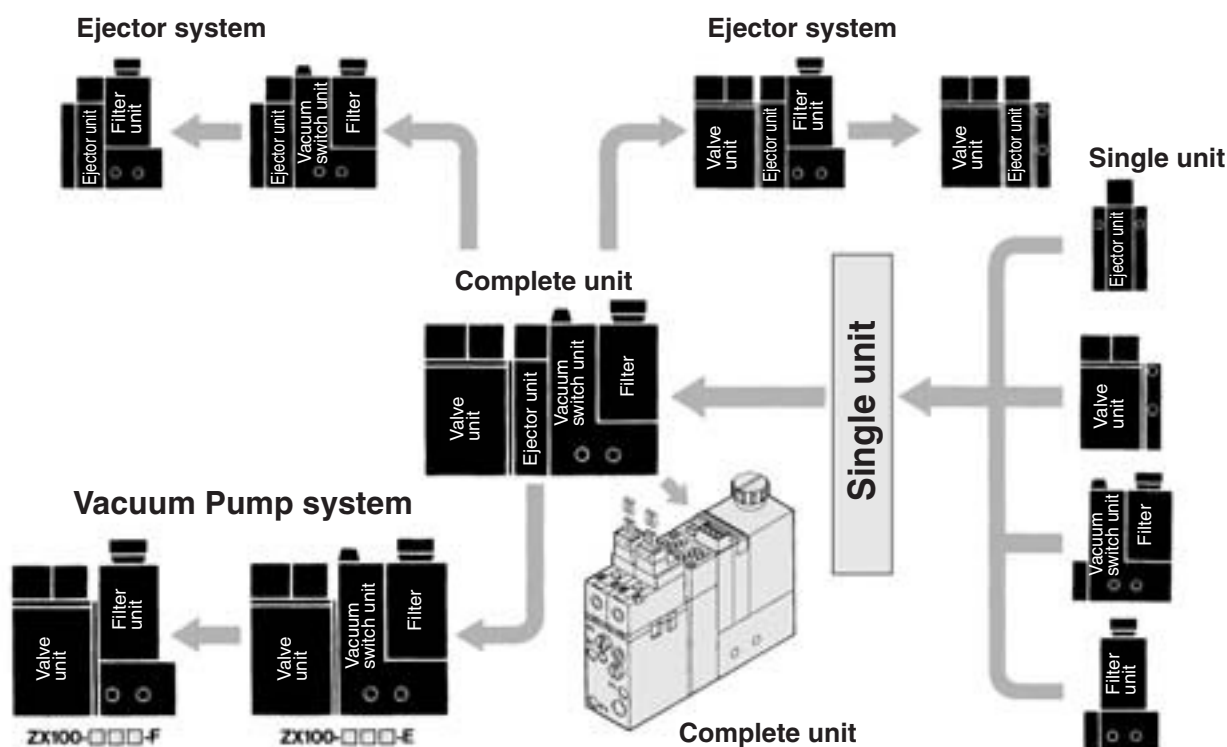 Ejector system
Ejector system
Ejector unit
Filter
unit
Ejector unit
Vacuum
switch unit
Filter
Valve
unit
Ejector unit
Filter
unit
Valve
unit
Ejector unit
Single unit
Ejector unit
Complete unit
Valve
unit
Ejector unit
Vacuum
switch unit
Filter
Single unit
Valve
unit
Vacuum
switch unit
Filter
Filter
unit
Vacuum Pump system
Valve
unit
Filter
unit
Valve
unit
Vacuum
switch unit
Filter
ZX100-□□□-F
ZX100-□□□-E
Complete unit